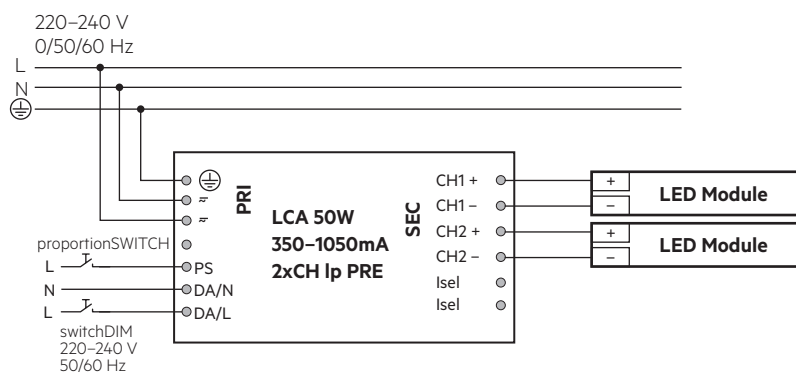 220–240 V
0/50/60 Hz
L
N
PRI
LCA 50W
350–1050mA
2xCH lp PRE
SEC
CH1 +
CH1 –
CH2 +
CH2 –
Isel
Isel
+
–
LED Module
+
–
LED Module
≂
≂
proportionSWITCH
L
PS
N
DA/N
L
DA/L
switchDIM
220–240 V
50/60 Hz